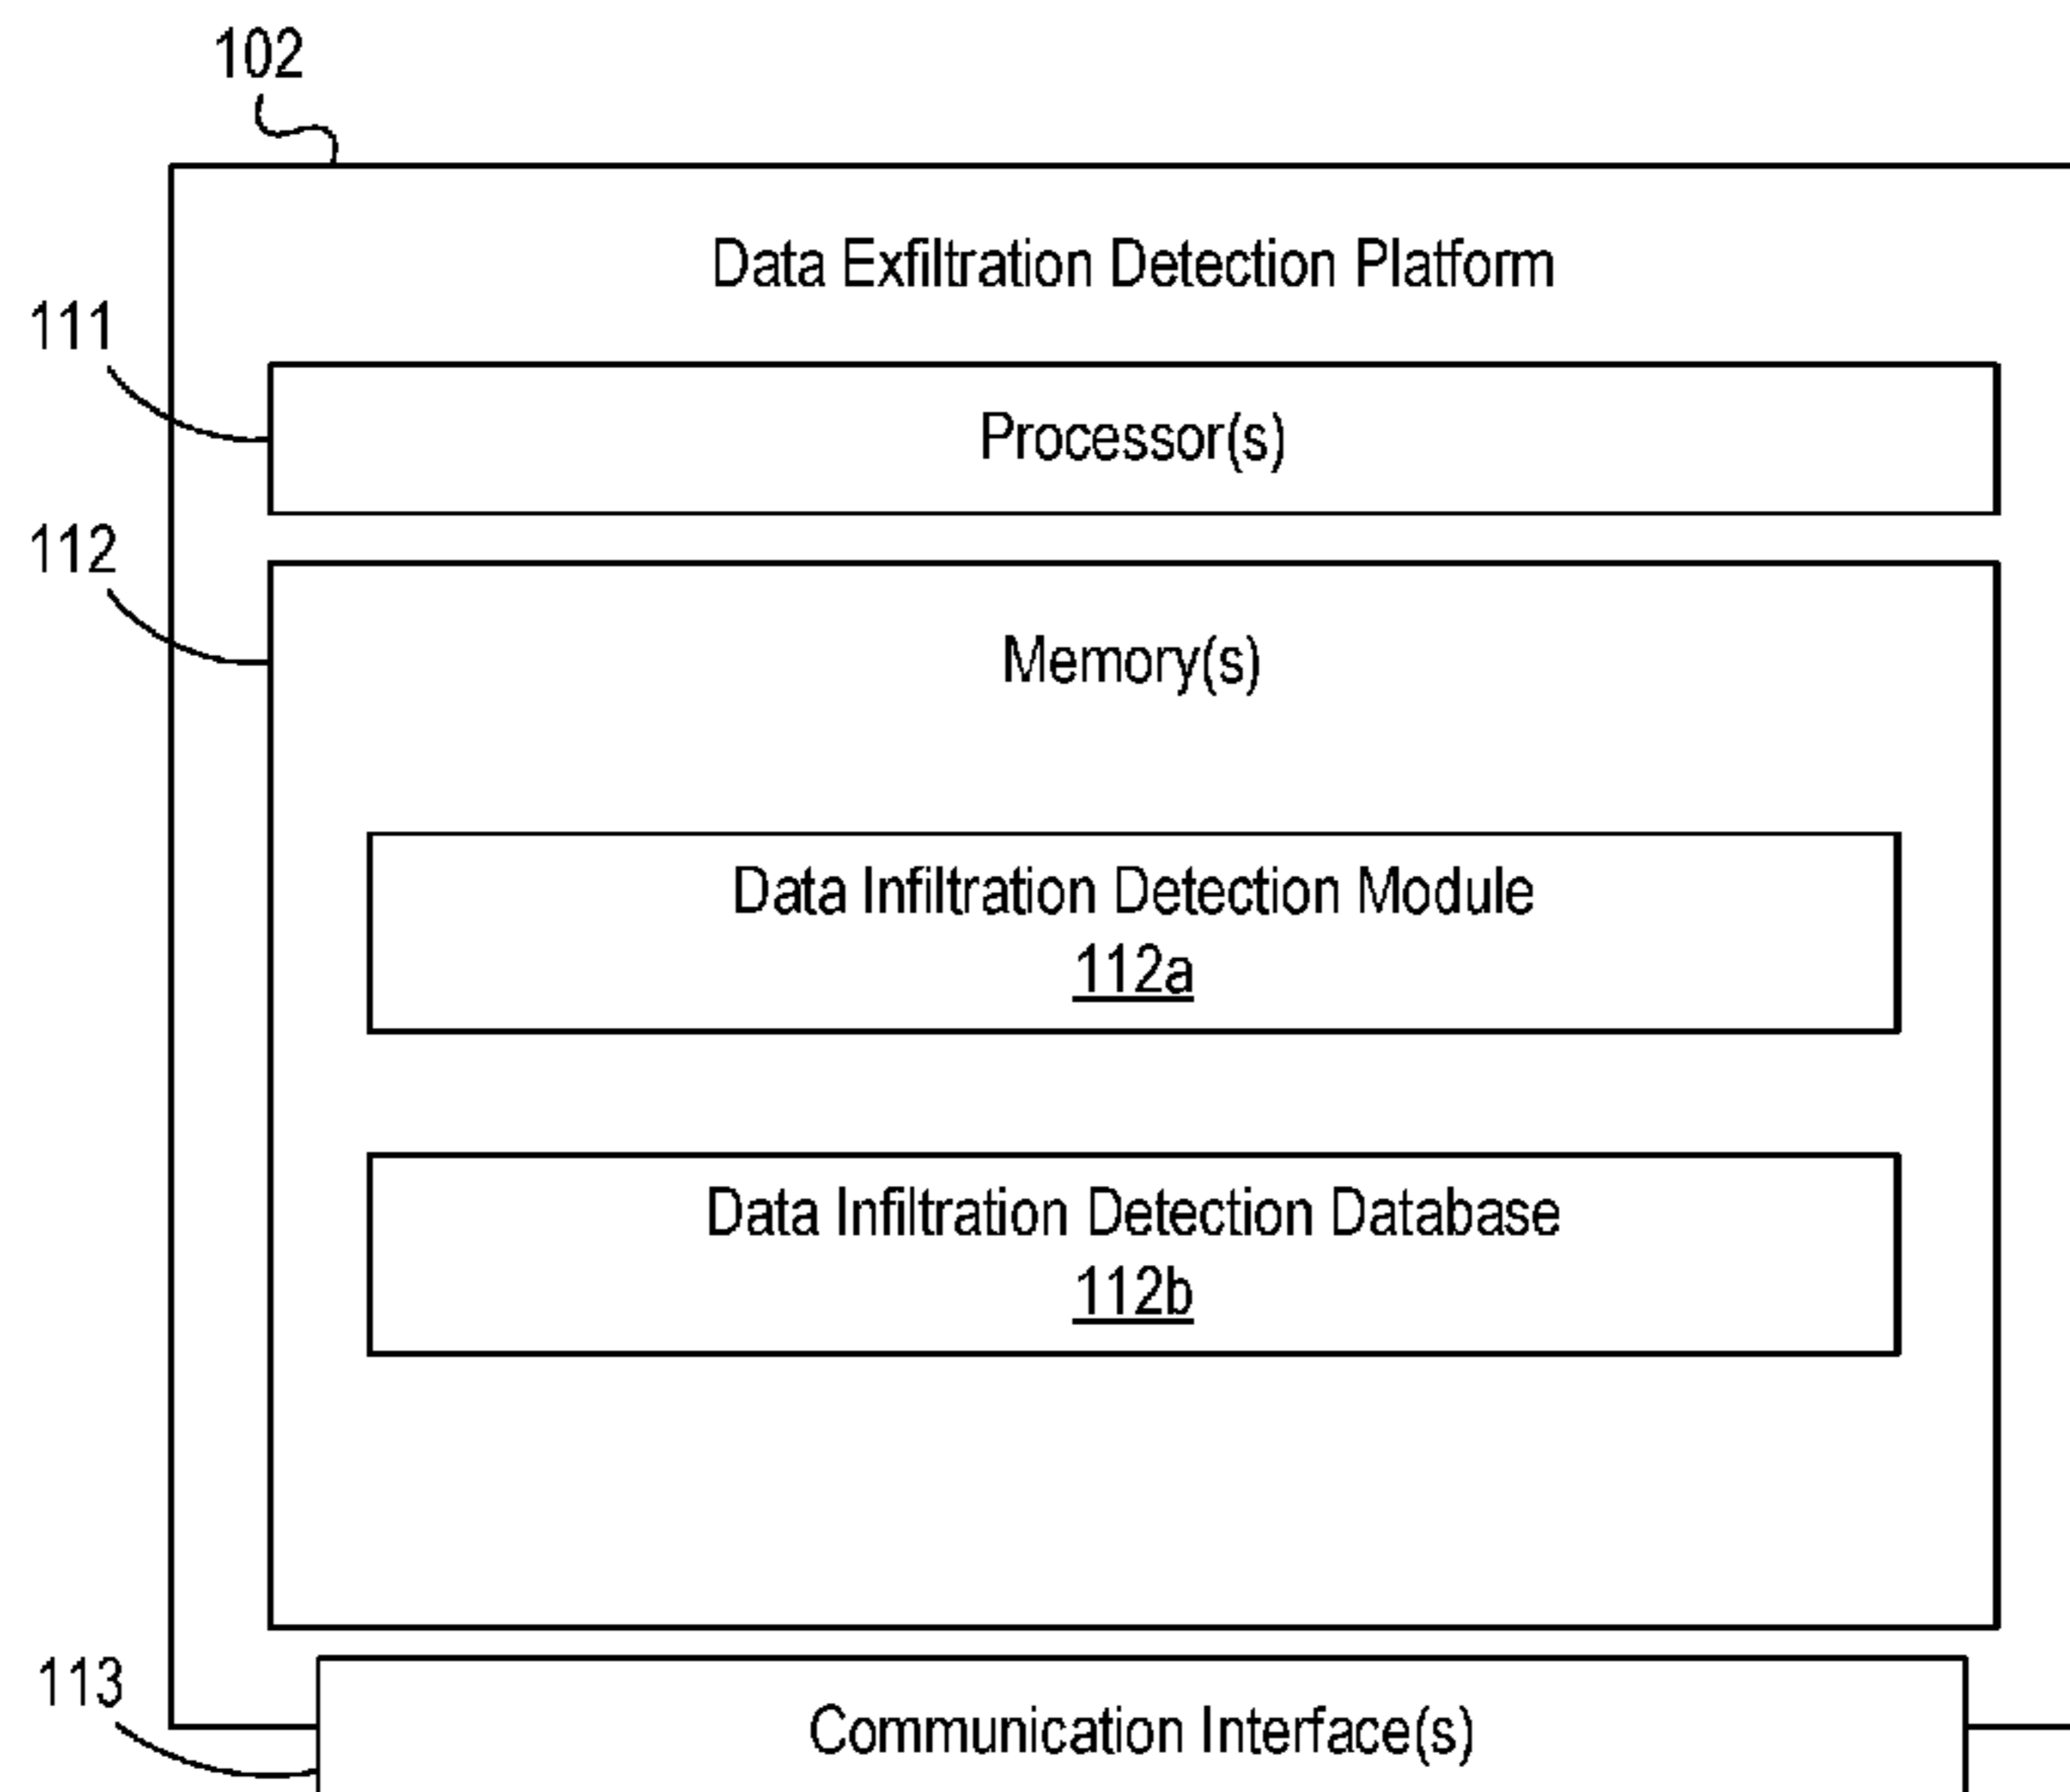 102
Data Exfiltration Detection Platform
111
Processor(s)
112
Memory(s)
Data Infiltration Detection Module
112a
Data Infiltration Detection Database
112b
113
Communication Interface(s)